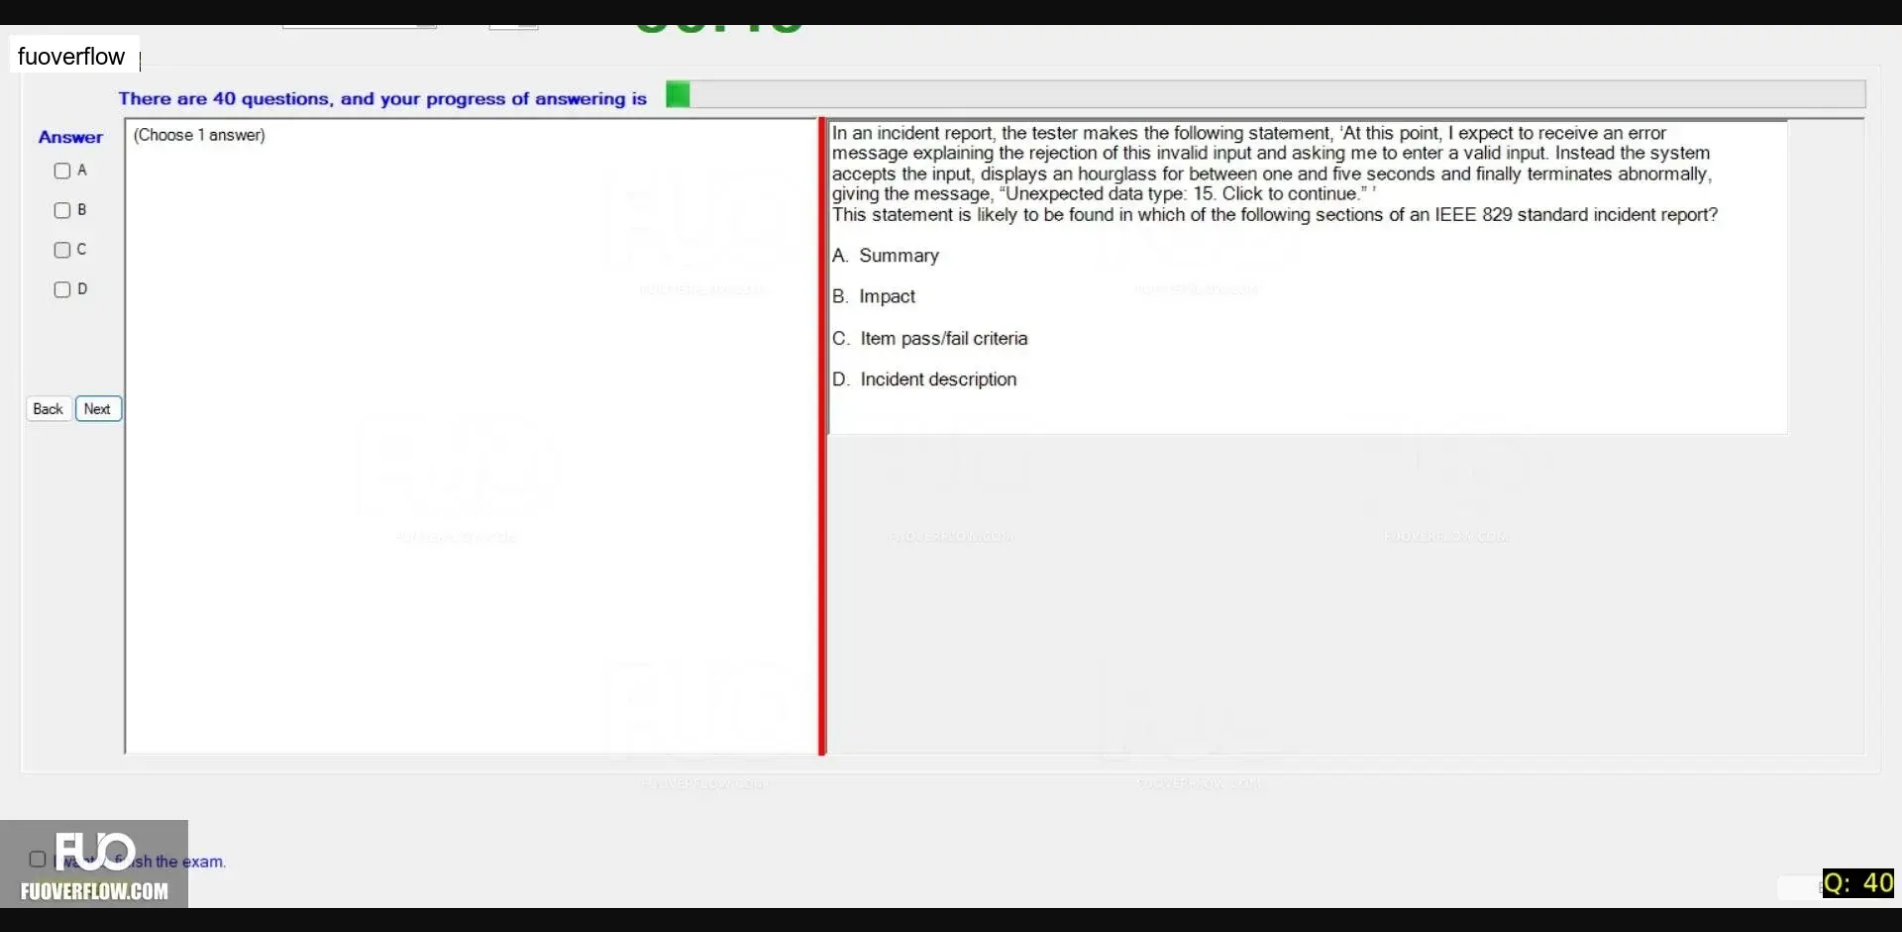 fuoverflow
There are 40 questions, and your progress of answering is
Answer
A
B
C
D
Back
Next
(Choose 1 answer)
In an incident report, the tester makes the following statement, ‘At this point, I expect to receive an error
message explaining the rejection of this invalid input and asking me to enter a valid input. Instead the system
accepts the input, displays an hourglass for between one and five seconds and finally terminates abnormally,
giving the message, “Unexpected data type: 15. Click to continue.” ’
This statement is likely to be found in which of the following sections of an IEEE 829 standard incident report?
A. Summary
B. Impact
C. Item pass/fail criteria
D. Incident description
FUO
FUOVERFLOW.COM
the exam.
Q: 40